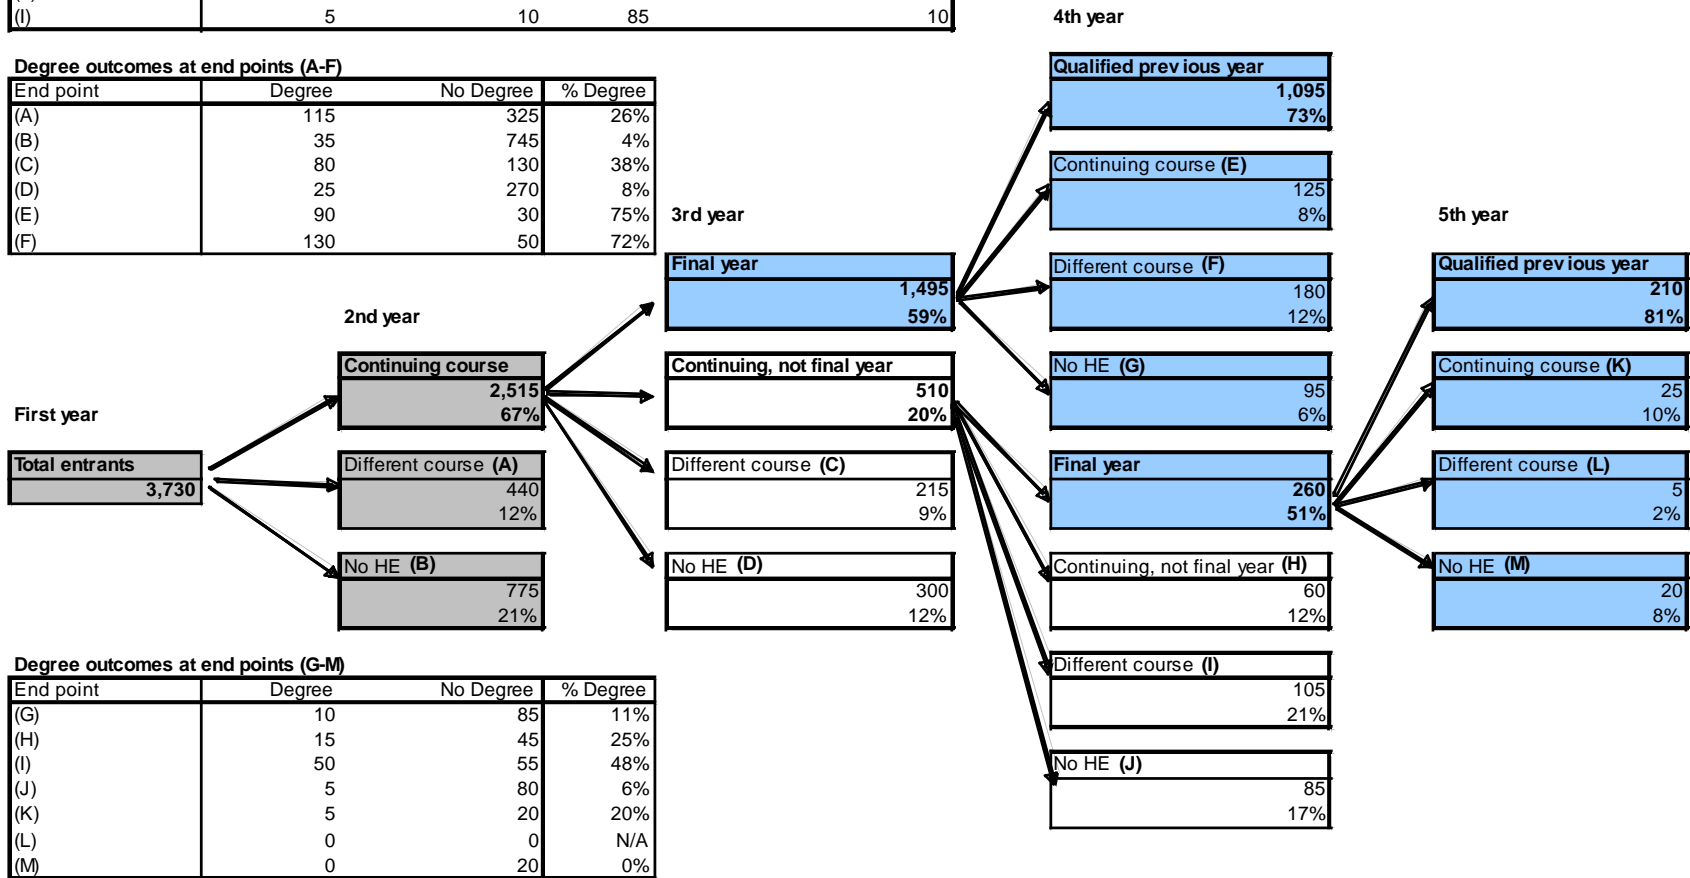 (I) 5 10 85 10
4th year
Degree outcomes at end points (A-F)
End point Degree No Degree % Degree
(A) 115 325 26%
(B) 35 745 4%
(C) 80 130 38%
(D) 25 270 8%
(E) 90 30 75%
(F) 130 50 72%
Qualified previous year
1,095
73%
Continuing course (E)
125
8%
3rd year
5th year
Final year
1,495
59%
Different course (F)
180
12%
Qualified previous year
210
81%
2nd year
Continuing course
2,515
67%
Continuing, not final year
510
20%
No HE (G)
95
6%
Continuing course (K)
25
10%
First year
Total entrants
3,730
Different course (A)
440
12%
Different course (C)
215
9%
Final year
260
51%
Different course (L)
5
2%
No HE (B)
775
21%
No HE (D)
300
12%
Continuing, not final year (H)
60
12%
No HE (M)
20
8%
Degree outcomes at end points (G-M)
End point Degree No Degree % Degree
(G) 10 85 11%
(H) 15 45 25%
(I) 50 55 48%
(J) 5 80 6%
(K) 5 20 20%
(L) 0 0 N/A
(M) 0 20 0%
Different course (I)
105
21%
No HE (J)
85
17%